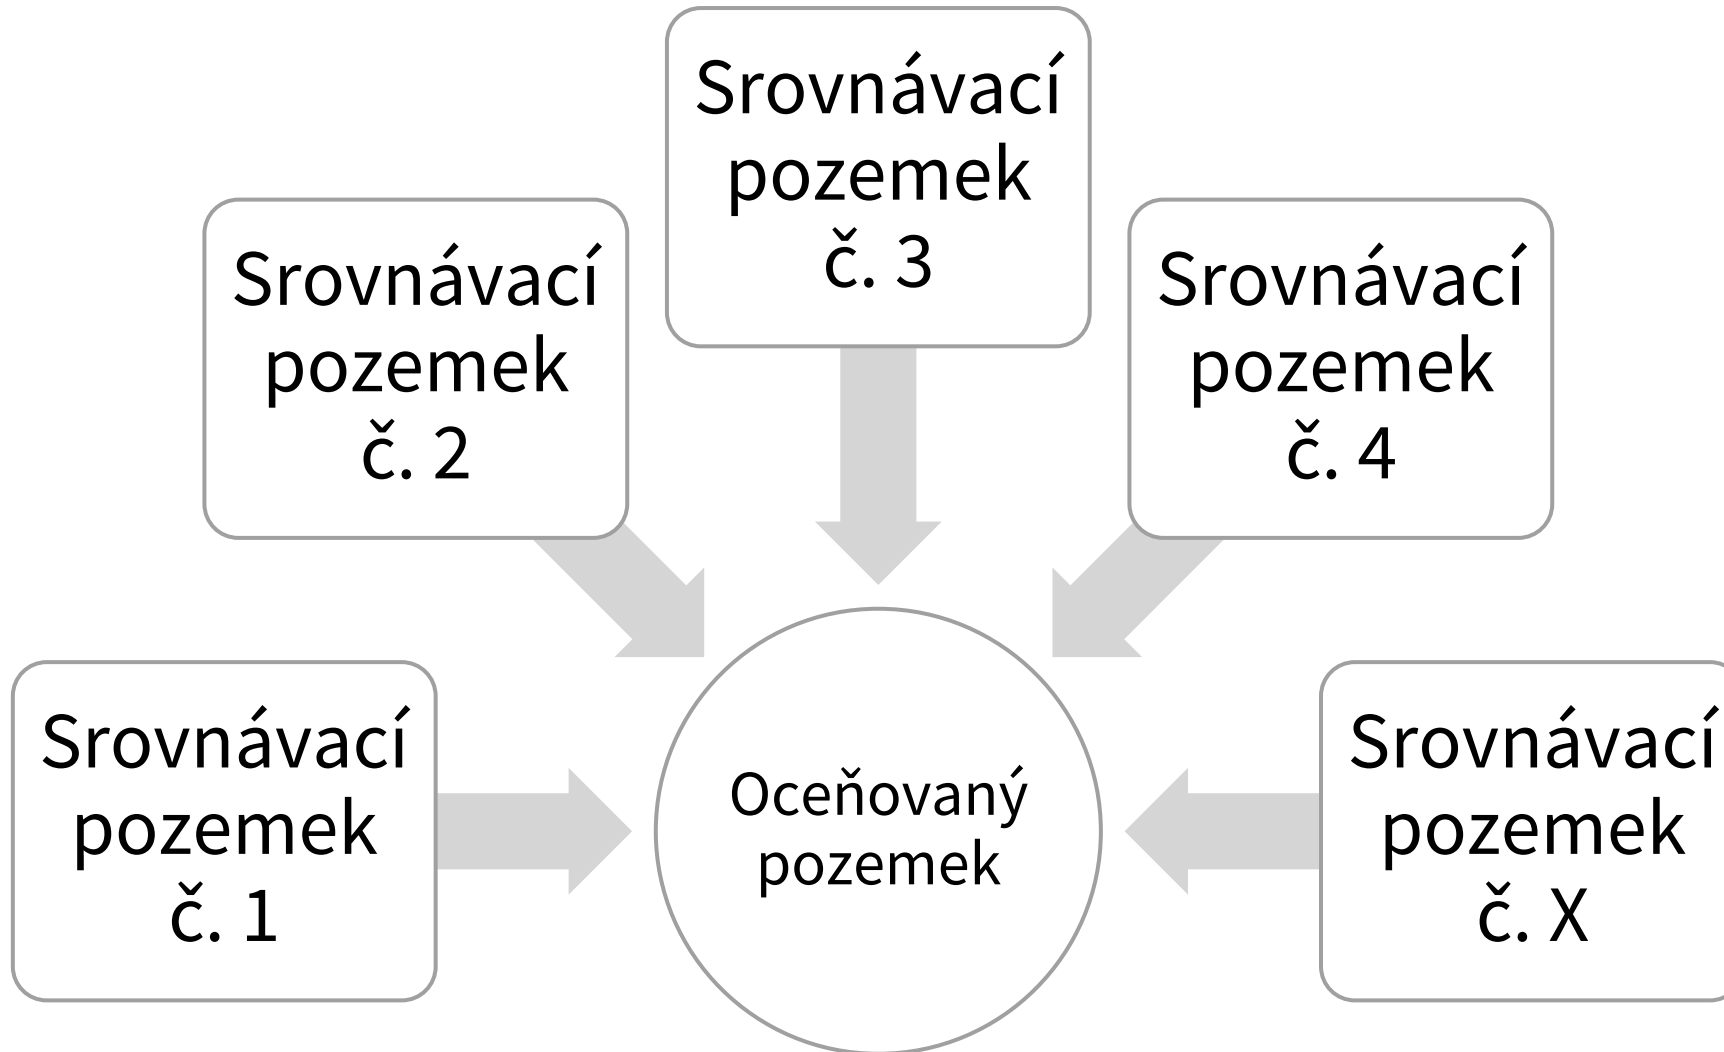 Srovnávací
pozemek
č. 3
Srovnávací
pozemek
č. 2
Srovnávací
pozemek
č. 4
Srovnávací
pozemek
č. 1
Oceňovaný
pozemek
Srovnávací
pozemek
č. X